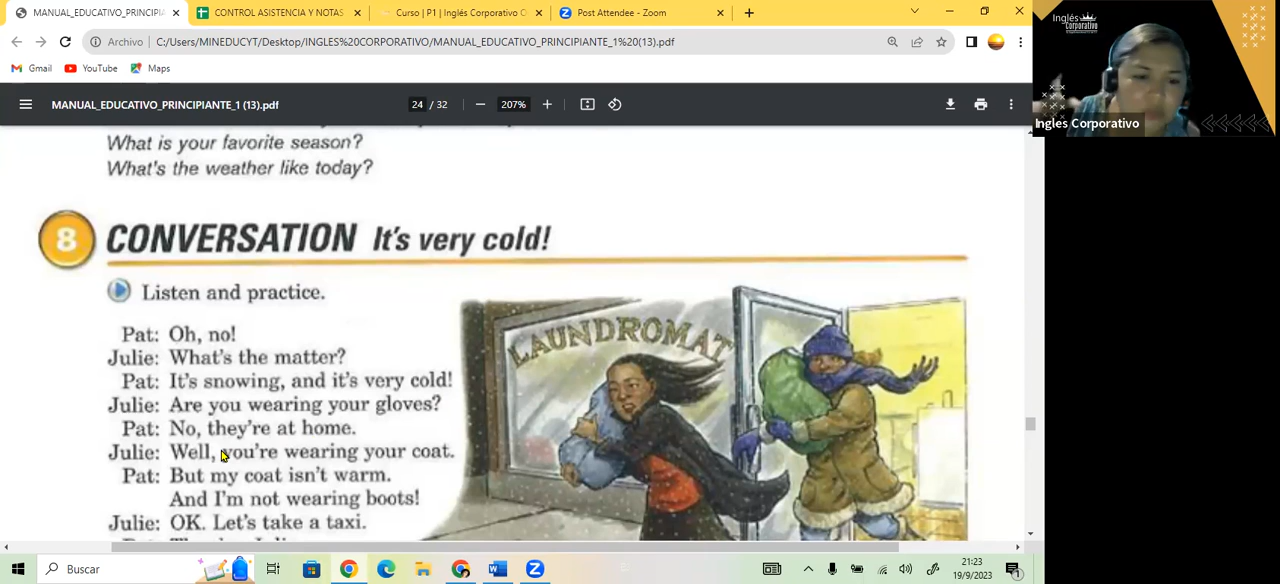 MANUAL_EDUCATIVO_PRINCIPIA
CONTROL ASISTENCIA Y NOTAS
Curso | P1 | Inglés Corporativo O
Post Attendee - Zoom
Archivo
C:/Users/MINEDUCYT/Desktop/INGLES%20CORPORATIVO/MANUAL_EDUCATIVO_PRINCIPIANTE_1%20(13).pdf
Gmail
YouTube
Maps
MANUAL_EDUCATIVO_PRINCIPIANTE_1 (13).pdf
24 / 32
207%
What is your favorite season?
What's the weather like today?
8 CONVERSATION It's very cold!
Listen and practice.
Pat: Oh, no!
Julie: What's the matter?
Pat: It's snowing, and it's very cold!
Julie: Are you wearing your gloves?
Pat: No, they're at home.
Julie: Well, you're wearing your coat.
Pat: But my coat isn't warm.
And I'm not wearing boots!
Julie: OK. Let's take a taxi.
LAUNDROMAT
Inglés
Corporativo
Ingles Corporativo
Buscar
21:23
19/9/2023